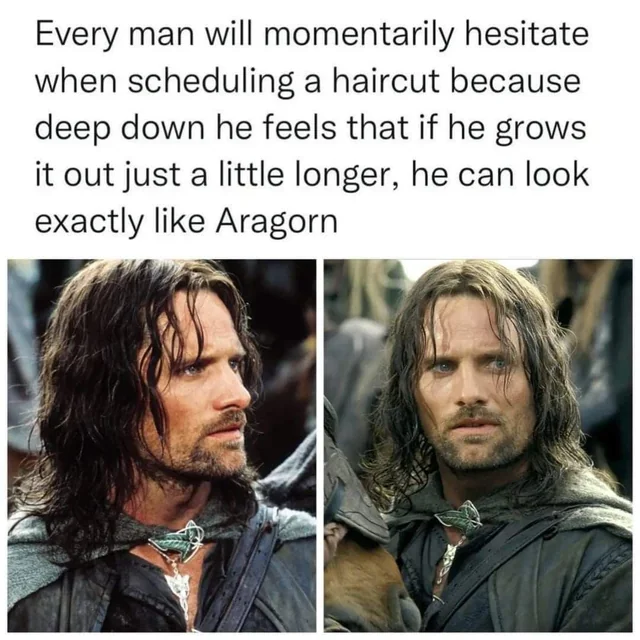 Every man will momentarily hesitate
when scheduling a haircut because
deep down he feels that if he grows
it out just a little longer, he can look
exactly like Aragorn